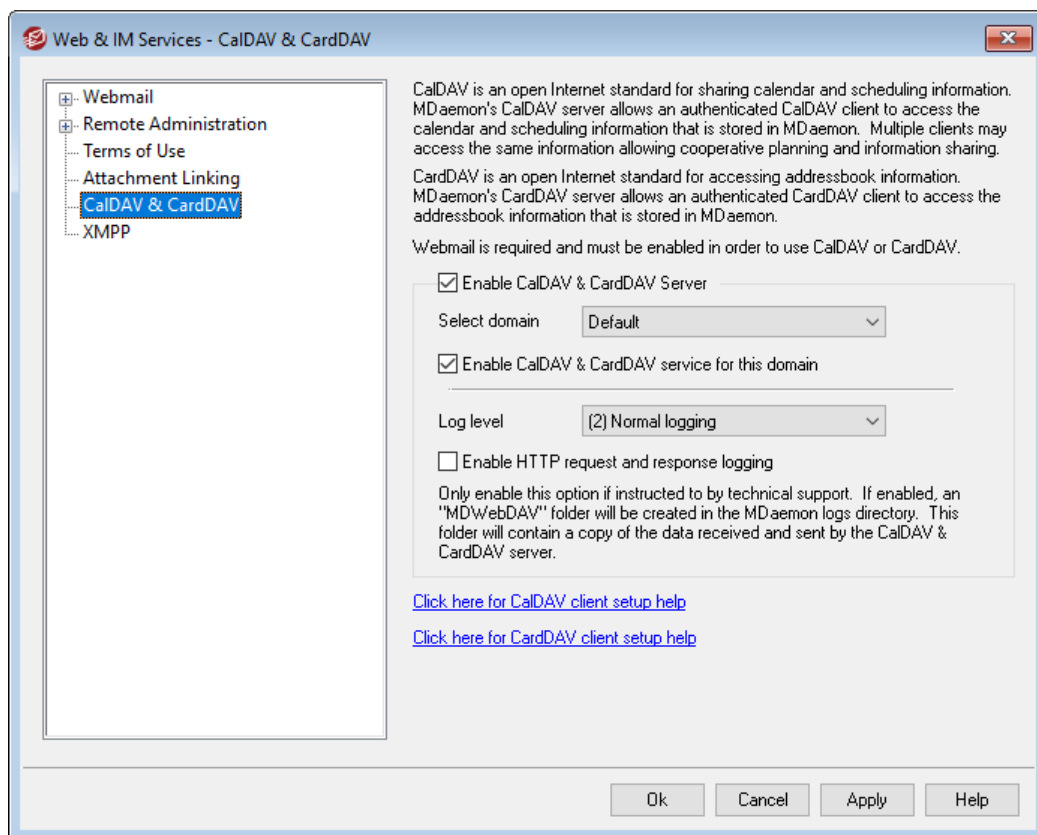 Web & IM Services - CalDAV & CardDAV
Webmail
Remote Administration
Terms of Use
Attachment Linking
CalDAV & CardDAV
XMPP
CalDAV is an open Internet standard for sharing calendar and scheduling information.
MDaemon's CalDAV server allows an authenticated CalDAV client to access the
calendar and scheduling information that is stored in MDaemon.  Multiple clients may
access the same information allowing cooperative planning and information sharing.
CardDAV is an open Internet standard for accessing addressbook information.
MDaemon's CardDAV server allows an authenticated CardDAV client to access the
addressbook information that is stored in MDaemon.
Webmail is required and must be enabled in order to use CalDAV or CardDAV.
Enable CalDAV & CardDAV Server
Select domain Default
Enable CalDAV & CardDAV service for this domain
Log level (2) Normal logging
Enable HTTP request and response logging
Only enable this option if instructed to by technical support.  If enabled, an
"MDWebDAV" folder will be created in the MDaemon logs directory.  This
folder will contain a copy of the data received and sent by the CalDAV &
CardDAV server.
Click here for CalDAV client setup help
Click here for CardDAV client setup help
Ok Cancel Apply Help